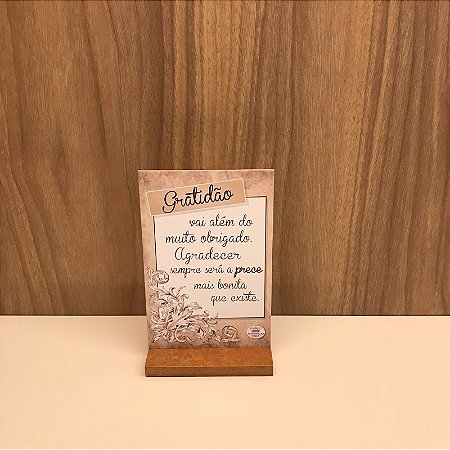 Gratidão
vai além do
muito obrigado.
Agradecer
sempre será a prece
mais bonita
que existe.